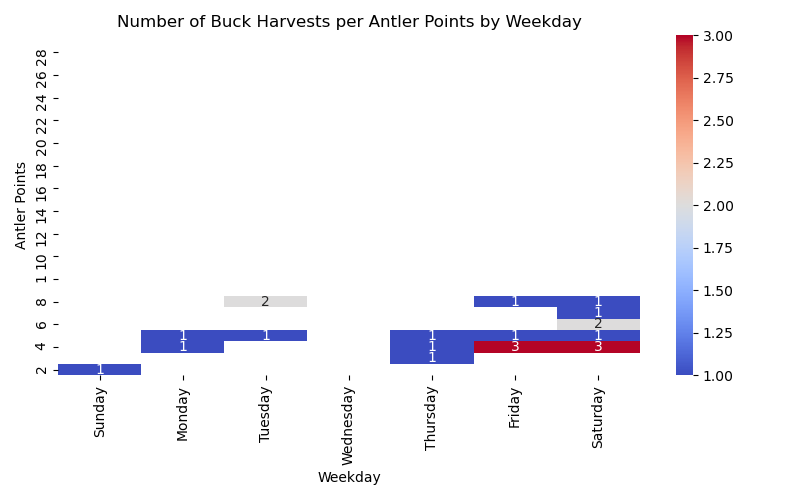 Number of Buck Harvests per Antler Points by Weekday
3.00
2.75
2.50
2.25
2.00
1.75
1.50
1.25
1.00
Antler Points
28
26
24
22
20
18
16
14
12
10
1
8
6
4
2
2 1 1
1
2
1 1 1 1 1
1 1 3 3
1
1
Sunday
Monday
Tuesday
Wednesday
Thursday
Friday
Saturday
Weekday